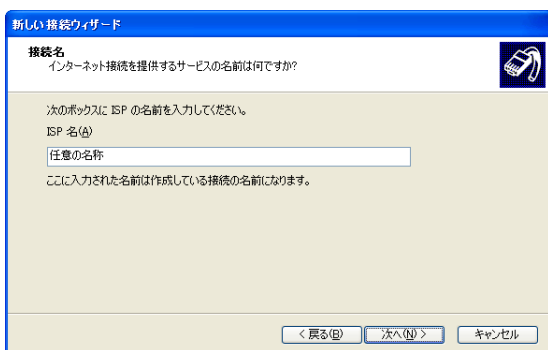 新しい接続ウィザード
接続名
インターネット接続を提供するサービスの名前は何ですか?
次のボックスに ISP の名前を入力してください。
ISP 名(A)
任意の名称
ここに入力された名前は作成している接続の名前になります。
< 戻る(B) 次へ(N) > キャンセル